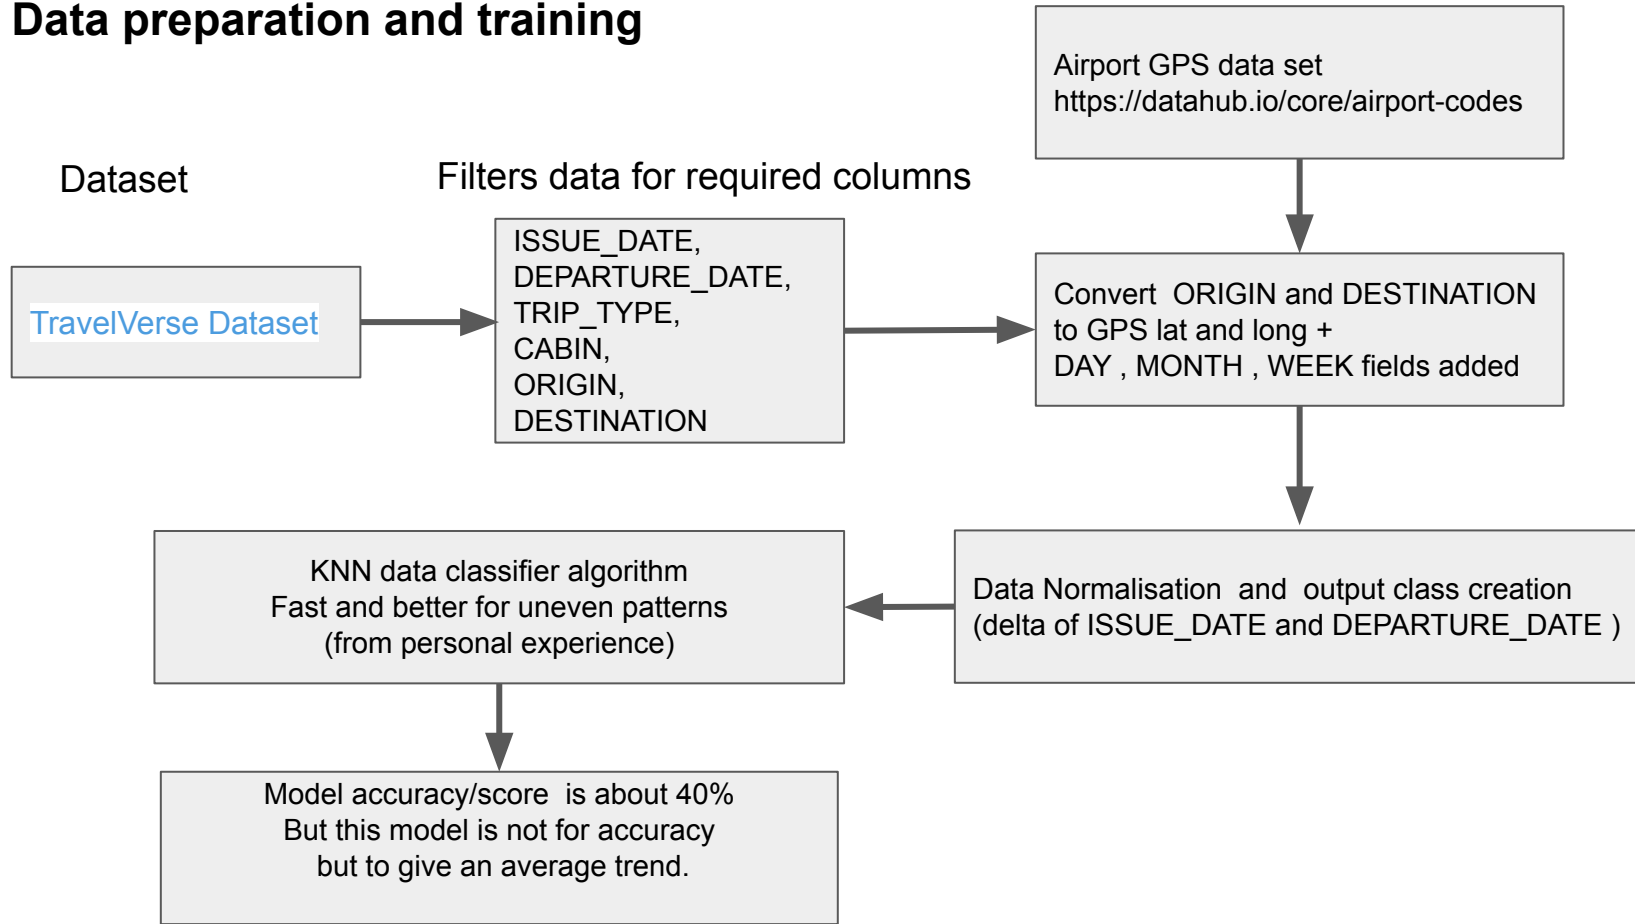 Data preparation and training
Airport GPS data set
https://datahub.io/core/airport-codes
Dataset
Filters data for required columns
TravelVerse Dataset
ISSUE_DATE,
DEPARTURE_DATE,
TRIP_TYPE,
CABIN,
ORIGIN,
DESTINATION
Convert  ORIGIN and DESTINATION
to GPS lat and long +
DAY , MONTH , WEEK fields added
Data Normalisation  and  output class creation
(delta of ISSUE_DATE and DEPARTURE_DATE )
KNN data classifier algorithm
Fast and better for uneven patterns
(from personal experience)
Model accuracy/score  is about 40%
But this model is not for accuracy
but to give an average trend.